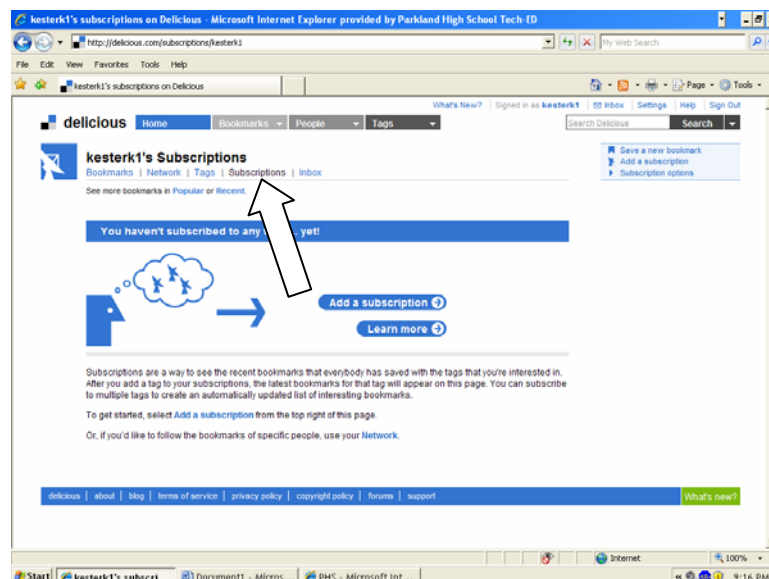 kesterk1's subscriptions on Delicious - Microsoft Internet Explorer provided by Parkland High School Tech-ED
http://delicious.com/subscriptions/kesterk1
My Web Search
File Edit View Favorites Tools Help
kesterk1's subscriptions on Delicious
Page Tools
What's New? Signed in as kesterk1 Inbox Settings Help Sign Out
delicious Home Bookmarks People Tags Search Delicious Search
kesterk1's Subscriptions
Bookmarks | Network | Tags | Subscriptions | Inbox
See more bookmarks in Popular or Recent.
Save a new bookmark
Add a subscription
Subscription options
You haven't subscribed to any yet!
Add a subscription
Learn more
Subscriptions are a way to see the recent bookmarks that everybody has saved with the tags that you're interested in.
After you add a tag to your subscriptions, the latest bookmarks for that tag will appear on this page. You can subscribe
to multiple tags to create an automatically updated list of interesting bookmarks.
To get started, select Add a subscription from the top right of this page.
Or, if you'd like to follow the bookmarks of specific people, use your Network.
delicious | about | blog | terms of service | privacy policy | copyright policy | forums | support What's new?
Internet 100%
Start kesterk1's subscri... Document1 - Micros... PHS - Microsoft Int... 9:16 PM